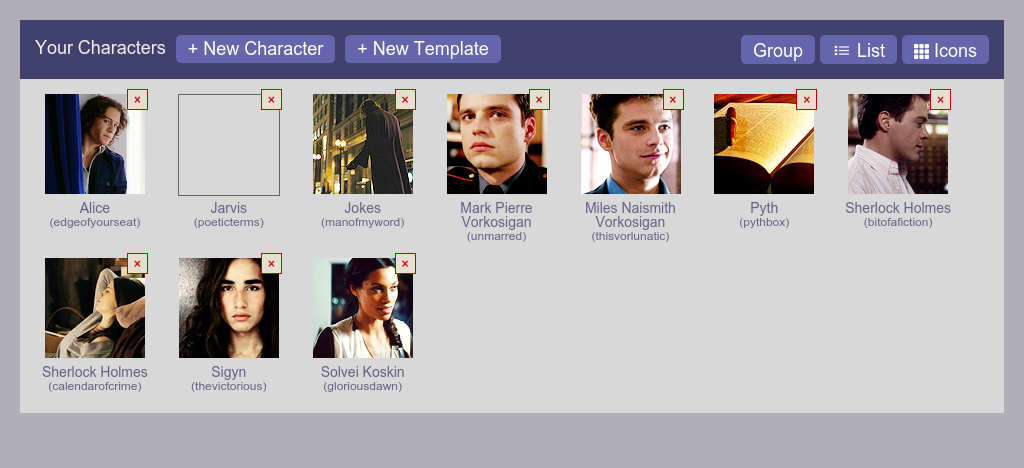 Your Characters + New Character + New Template Group List Icons
× × × × × × ×
Alice Jarvis Jokes Mark Pierre Miles Naismith Pyth Sherlock Holmes
(edgeofyourseat) (poeticterms) (manofmyword) Vorkosigan Vorkosigan (pythbox) (bitofafiction)
(unmarred) (thisvorlunatic)
× × ×
Sherlock Holmes Sigyn Solvei Koskin
(calendarofcrime) (thevictorious) (gloriousdawn)